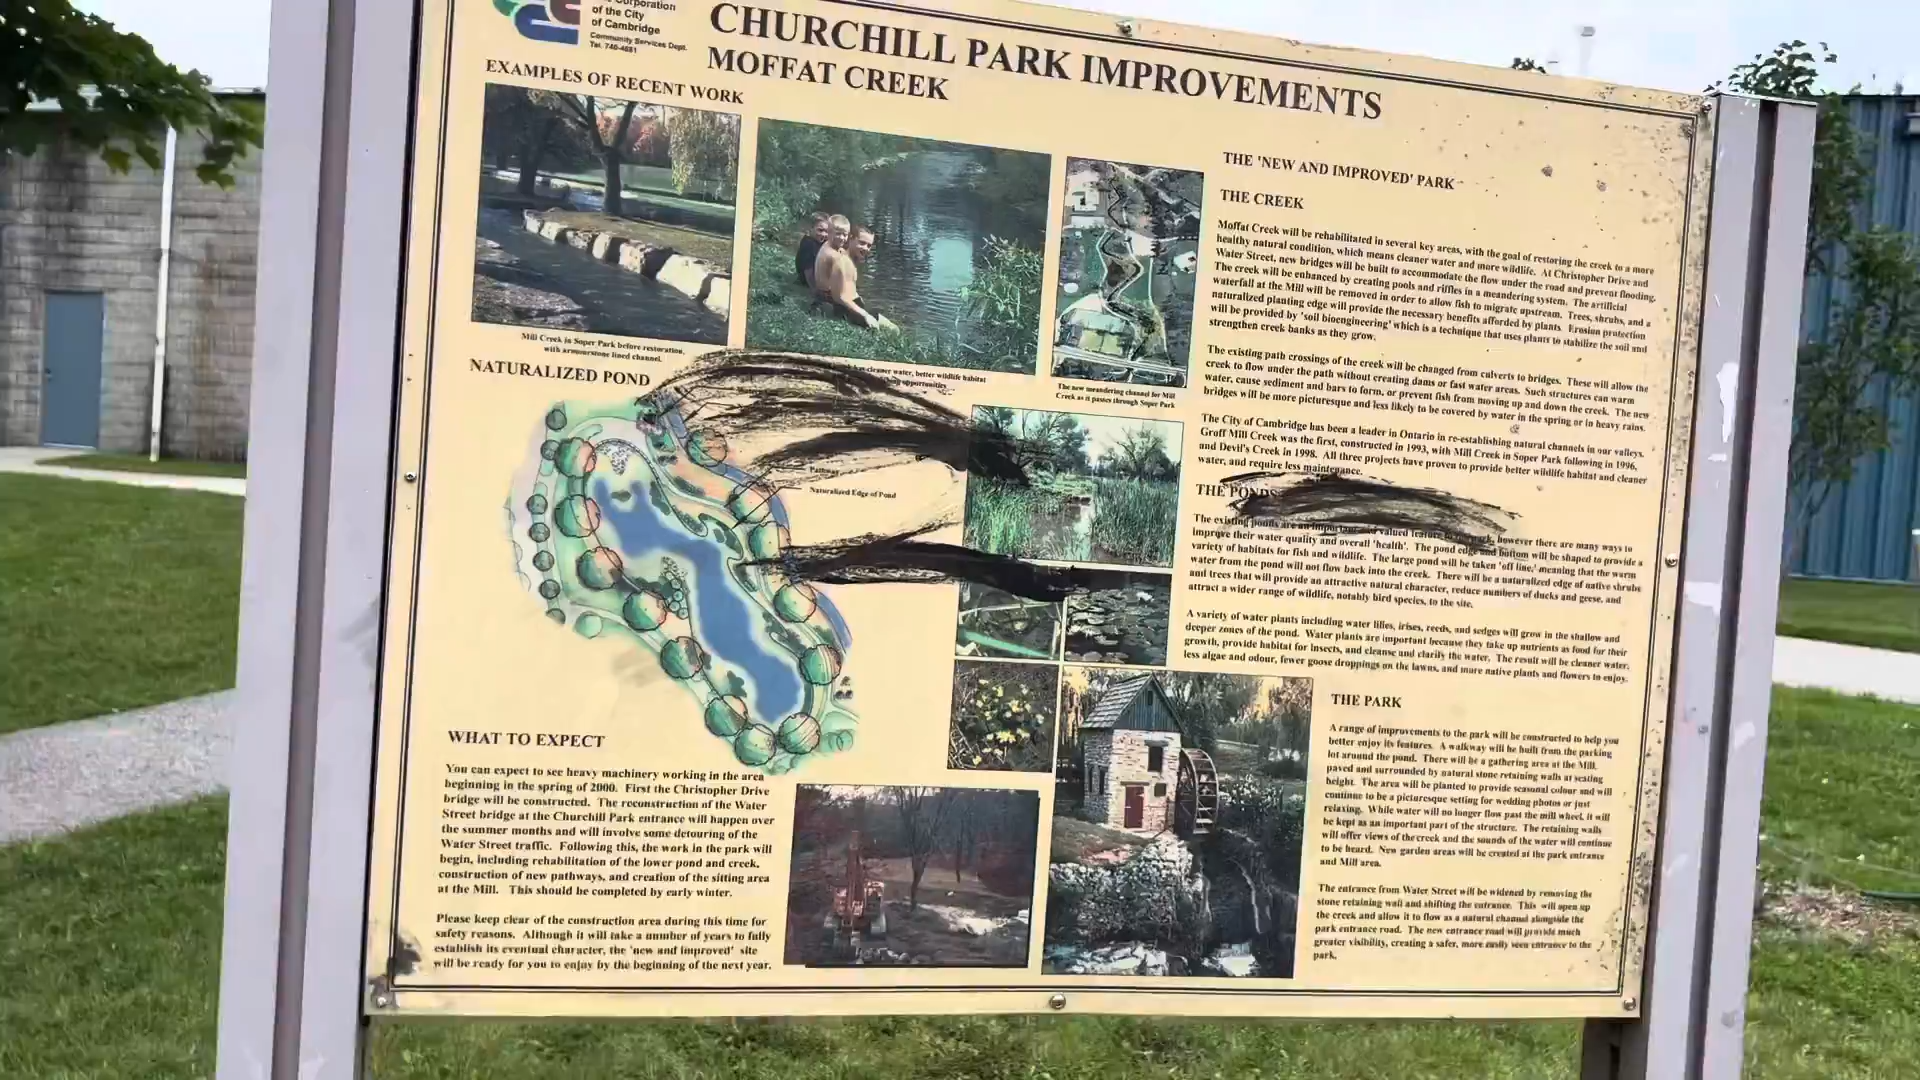 Corporation
of the City
of Cambridge
Community Services Dept.
Tel. 740-4681
CHURCHILL PARK IMPROVEMENTS
MOFFAT CREEK
EXAMPLES OF RECENT WORK
Mill Creek in Soper Park before restoration,
with armourstone lined channel.
cleaner water, better wildlife habitat
opportunities
The new meandering channel for Mill
Creek as it passes through Soper Park
NATURALIZED POND
Pathway
Naturalized Edge of Pond
WHAT TO EXPECT
You can expect to see heavy machinery working in the area
beginning in the spring of 2000. First the Christopher Drive
bridge will be constructed. The reconstruction of the Water
Street bridge at the Churchill Park entrance will happen over
the summer months and will involve some detouring of the
Water Street traffic. Following this, the work in the park will
begin, including rehabilitation of the lower pond and creek,
construction of new pathways, and creation of the sitting area
at the Mill. This should be completed by early winter.
Please keep clear of the construction area during this time for
safety reasons. Although it will take a number of years to fully
establish its eventual character, the 'new and improved' site
will be ready for you to enjoy by the beginning of the next year.
THE 'NEW AND IMPROVED' PARK
THE CREEK
Moffat Creek will be rehabilitated in several key areas, with the goal of restoring the creek to a more
healthy natural condition, which means cleaner water and more wildlife. At Christopher Drive and
Water Street, new bridges will be built to accommodate the flow under the road and prevent flooding.
The creek will be enhanced by creating pools and riffles in a meandering system. The artificial
waterfall at the Mill will be removed in order to allow fish to migrate upstream. Trees, shrubs, and a
naturalized planting edge will provide the necessary benefits afforded by plants. Erosion protection
will be provided by 'soil bioengineering' which is a technique that uses plants to stabilize the soil and
strengthen creek banks as they grow.
The existing path crossings of the creek will be changed from culverts to bridges. These will allow the
creek to flow under the path without creating dams or fast water areas. Such structures can warm
water, cause sediment and bars to form, or prevent fish from moving up and down the creek. The new
bridges will be more picturesque and less likely to be covered by water in the spring or in heavy rains.
The City of Cambridge has been a leader in Ontario in re-establishing natural channels in our valleys.
Groff Mill Creek was the first, constructed in 1993, with Mill Creek in Soper Park following in 1996,
and Devil's Creek in 1998. All three projects have proven to provide better wildlife habitat and cleaner
water, and require less maintenance.
THE PONDS
The existing ponds are an important and valued feature park, however there are many ways to
improve their water quality and overall 'health'. The pond edge and bottom will be shaped to provide a
variety of habitats for fish and wildlife. The large pond will be taken 'off line,' meaning that the warm
water from the pond will not flow back into the creek. There will be a naturalized edge of native shrubs
and trees that will provide an attractive natural character, reduce numbers of ducks and geese, and
attract a wider range of wildlife, notably bird species, to the site.
A variety of water plants including water lilies, irises, reeds, and sedges will grow in the shallow and
deeper zones of the pond. Water plants are important because they take up nutrients as food for their
growth, provide habitat for insects, and cleanse and clarify the water. The result will be cleaner water,
less algae and odour, fewer goose droppings on the lawns, and more native plants and flowers to enjoy.
THE PARK
A range of improvements to the park will be constructed to help you
better enjoy its features. A walkway will be built from the parking
lot around the pond. There will be a gathering area at the Mill,
paved and surrounded by natural stone retaining walls at seating
height. The area will be planted to provide seasonal colour and will
continue to be a picturesque setting for wedding photos or just
relaxing. While water will no longer flow past the mill wheel, it will
be kept as an important part of the structure. The retaining walls
will offer views of the creek and the sounds of the water will continue
to be heard. New garden areas will be created at the park entrance
and Mill area.
The entrance from Water Street will be widened by removing the
stone retaining wall and shifting the entrance. This will open up
the creek and allow it to flow as a natural channel alongside the
park entrance road. The new entrance road will provide much
greater visibility, creating a safer, more easily seen entrance to the
park.